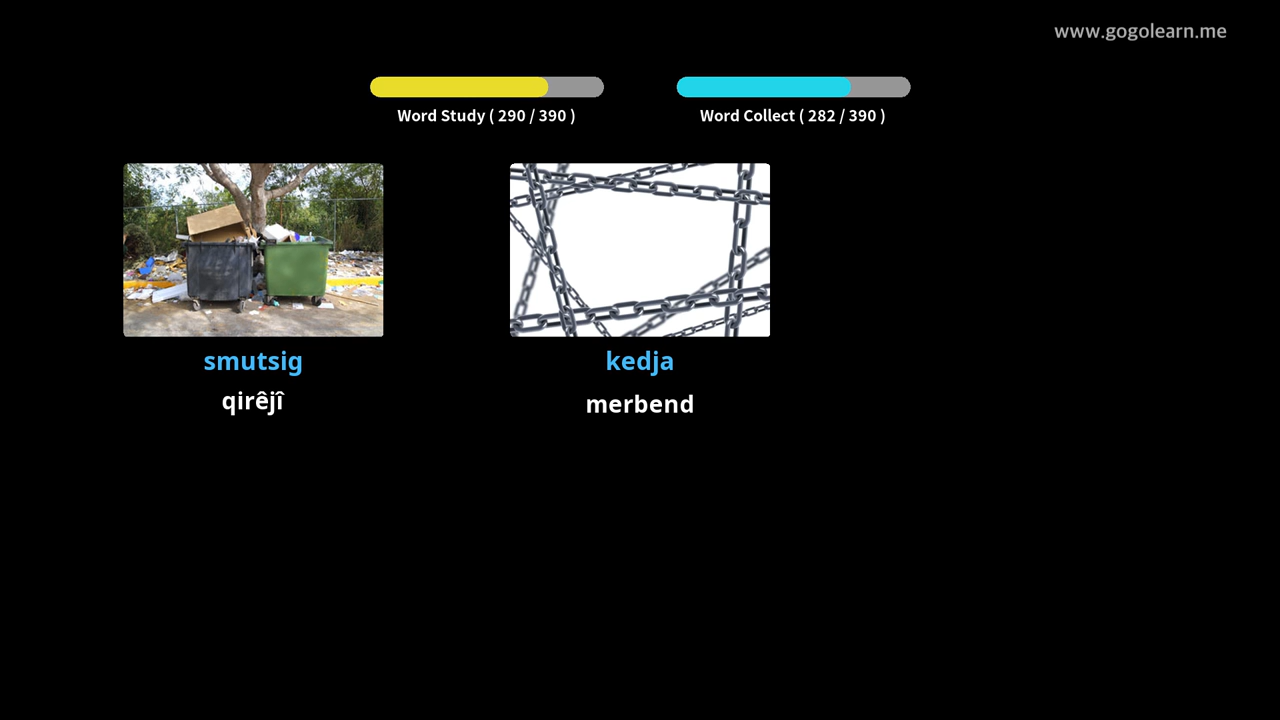 www.gogolearn.me
Word Study ( 290 / 390 )
Word Collect ( 282 / 390 )
smutsig
kedja
qirêjî
merbend